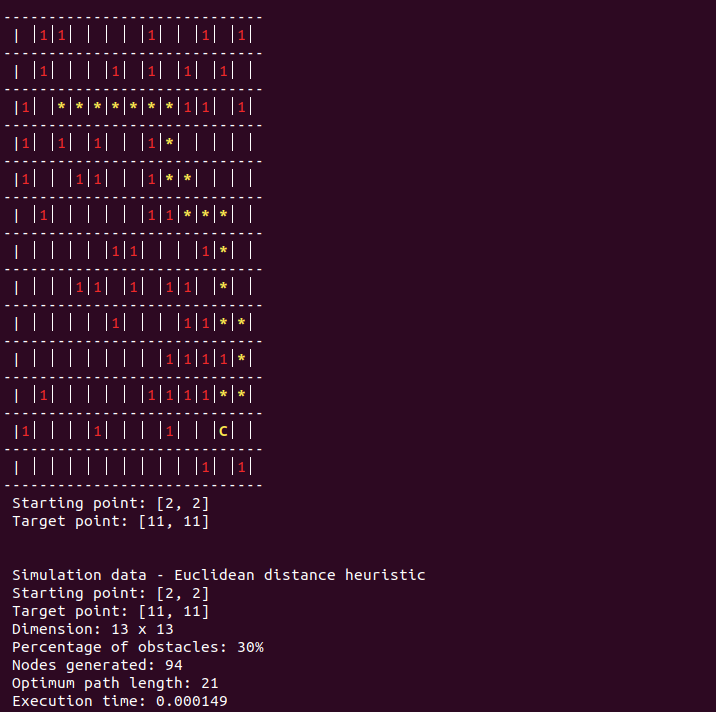 -----------------------------
| |1|1| | | | |1| | |1| |1|
-----------------------------
| |1| | | |1| |1| |1| |1| |
-----------------------------
|1| |*|*|*|*|*|*|*|1|1| |1|
-----------------------------
|1| |1| |1| | |1|*| | | | |
-----------------------------
|1| | |1|1| | |1|*|*| | | |
-----------------------------
| |1| | | | | |1|1|*|*|*| |
-----------------------------
| | | | | |1|1| | | |1|*| |
-----------------------------
| | | |1|1| |1| |1|1| |*| |
-----------------------------
| | | | | |1| | | |1|1|*|*|
-----------------------------
| | | | | | | | |1|1|1|1|*|
-----------------------------
| |1| | | | | |1|1|1|1|*|*|
-----------------------------
|1| | | |1| | | |1| | |C| |
-----------------------------
| | | | | | | | | | |1| |1|
-----------------------------
Starting point: [2, 2]
Target point: [11, 11]
Simulation data - Euclidean distance heuristic
Starting point: [2, 2]
Target point: [11, 11]
Dimension: 13 x 13
Percentage of obstacles: 30%
Nodes generated: 94
Optimum path length: 21
Execution time: 0.000149